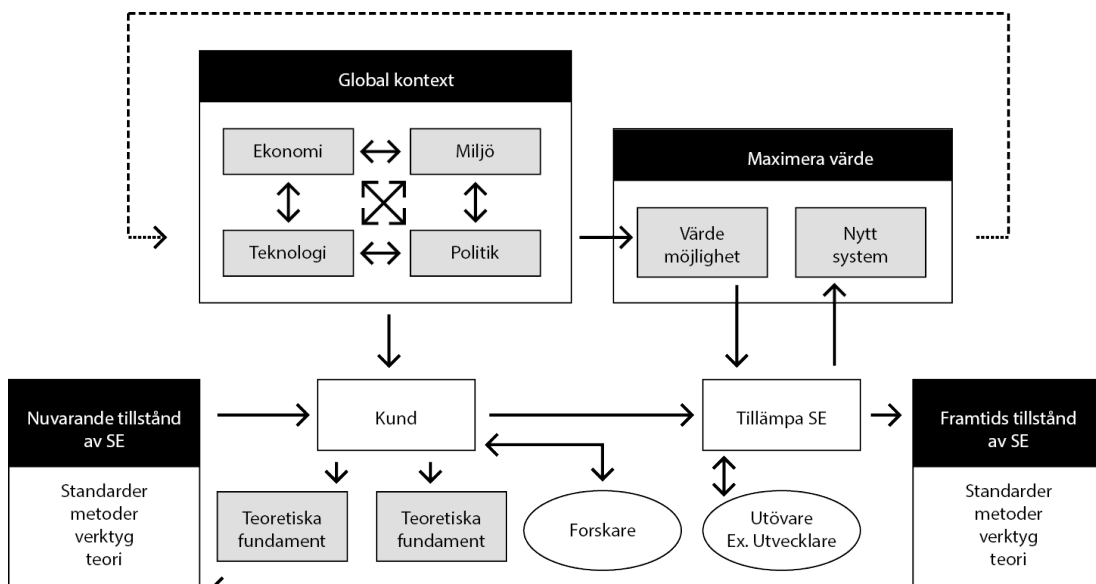 Global kontext
Ekonomi
Miljö
Teknologi
Politik
Maximera värde
Värde
möjlighet
Nytt
system
Nuvarande tillstånd
av SE
Standarder
metoder
verktyg
teori
Kund
Tillämpa SE
Framtids tillstånd
av SE
Standarder
metoder
verktyg
teori
Teoretiska
fundament
Teoretiska
fundament
Forskare
Utövare
Ex. Utvecklare